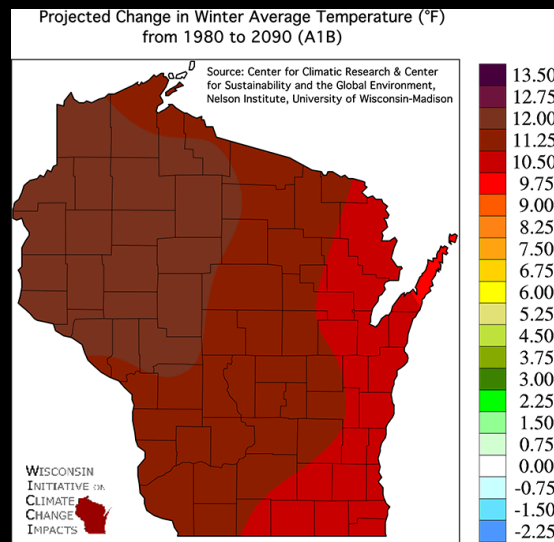 Projected Change in Winter Average Temperature (°F)
from 1980 to 2090 (A1B)
Source: Center for Climatic Research & Center
for Sustainability and the Global Environment,
Nelson Institute, University of Wisconsin-Madison
13.50
12.75
12.00
11.25
10.50
9.75
9.00
8.25
7.50
6.75
6.00
5.25
4.50
3.75
3.00
2.25
1.50
0.75
0.00
-0.75
-1.50
-2.25
WISCONSIN
INITIATIVE ON
CLIMATE
CHANGE
IMPACTS